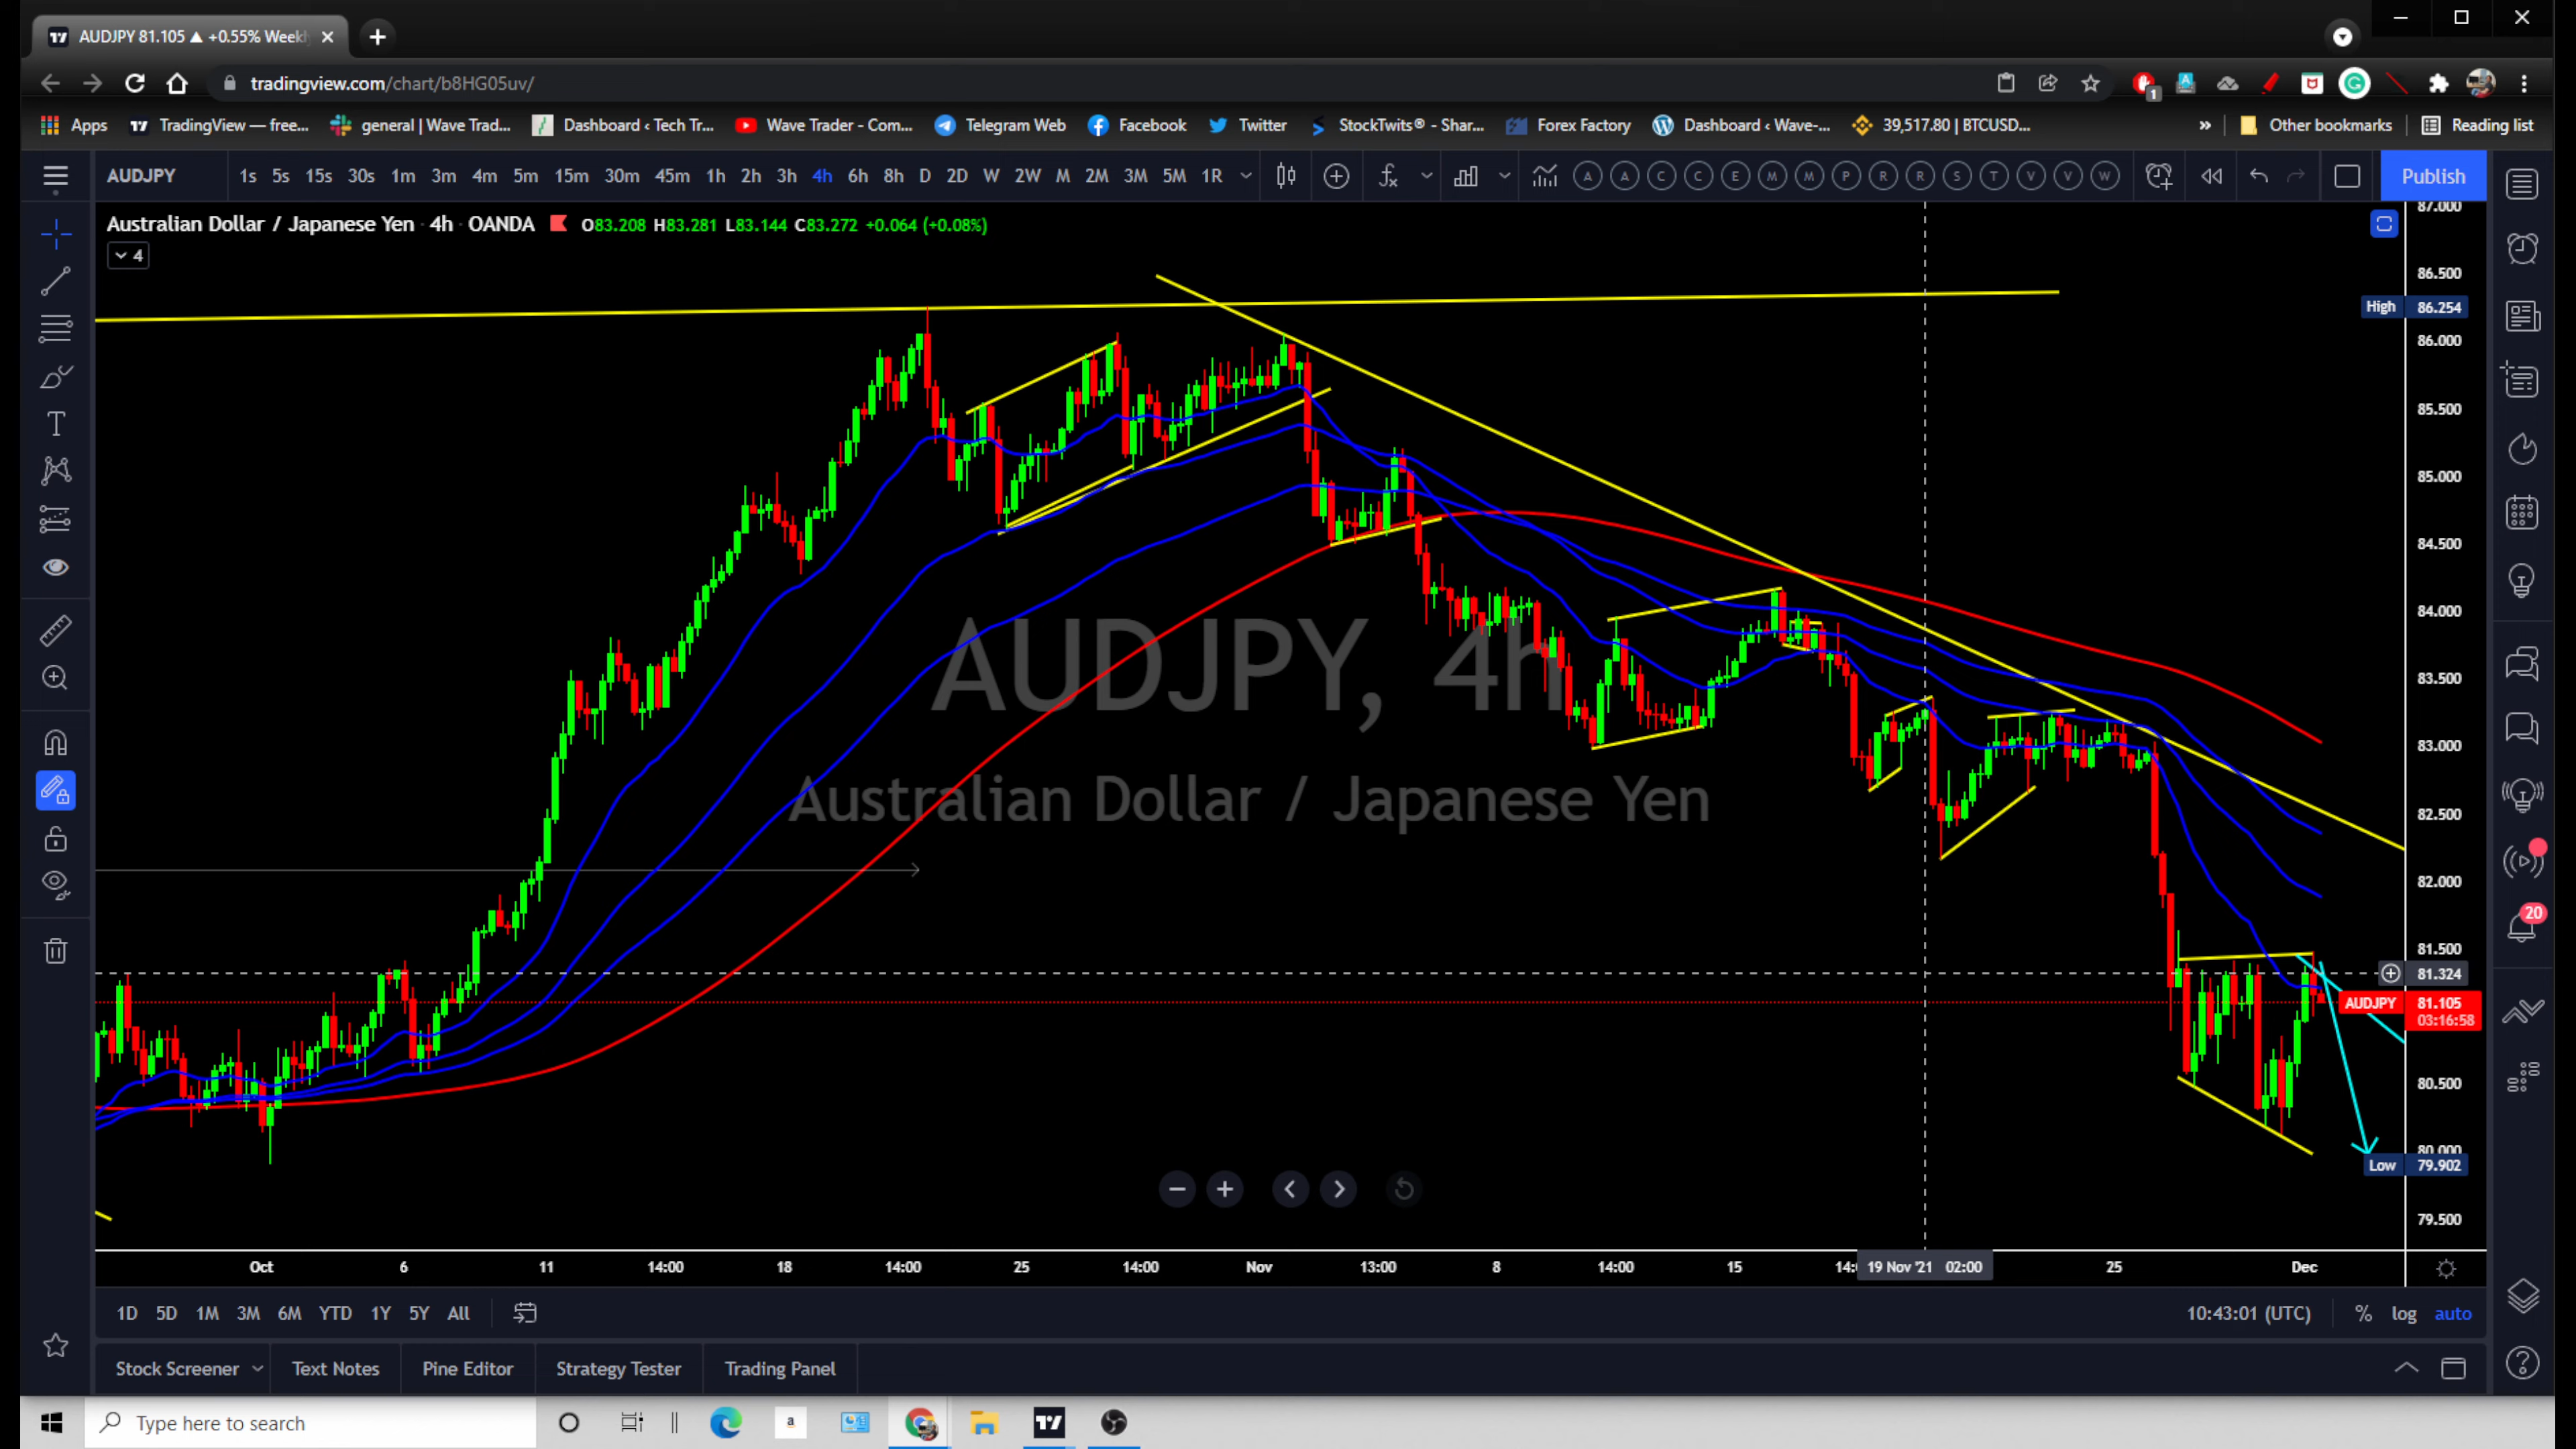 AUDJPY 81.105 ▲ +0.55% Weekl
tradingview.com/chart/b8HG05uv/
1
Apps TradingView — free... general | Wave Trad... Dashboard ‹ Tech Tr... Wave Trader - Com... Telegram Web Facebook Twitter StockTwits® - Shar... Forex Factory Dashboard ‹ Wave-... 39,517.80 | BTCUSD... » Other bookmarks Reading list
AUDJPY 1s 5s 15s 30s 1m 3m 4m 5m 15m 30m 45m 1h 2h 3h 4h 6h 8h D 2D W 2W M 2M 3M 5M 1R A A C C E M M P R R S T V V W Publish
Australian Dollar / Japanese Yen · 4h · OANDA O83.208 H83.281 L83.144 C83.272 +0.064 (+0.08%)
4
87.000
86.500
High 86.254
86.000
85.500
85.000
84.500
84.000
83.500
83.000
82.500
82.000
81.500
81.324
AUDJPY 81.105
03:16:58
80.500
80.000
Low 79.902
79.500
AUDJPY, 4h
Australian Dollar / Japanese Yen
20
Oct 6 11 14:00 18 14:00 25 14:00 Nov 13:00 8 14:00 15 14: 19 Nov '21 02:00 25 Dec
1D 5D 1M 3M 6M YTD 1Y 5Y All 10:43:01 (UTC) % log auto
Stock Screener Text Notes Pine Editor Strategy Tester Trading Panel
Type here to search